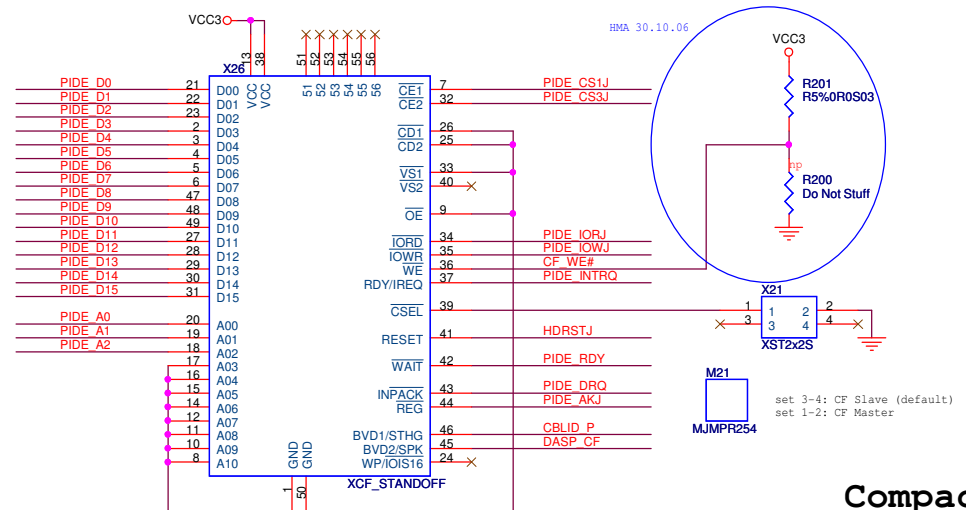 HMA 30.10.06
VCC3
VCC3
13
38
51
52
53
54
55
56
X26
VCC
VCC
51
52
53
54
55
56
R201
R5%0R0S03
np
R200
Do Not Stuff
PIDE_D0 21 D00
PIDE_D1 22 D01
PIDE_D2 23 D02
PIDE_D3 2 D03
PIDE_D4 3 D04
PIDE_D5 4 D05
PIDE_D6 5 D06
PIDE_D7 6 D07
PIDE_D8 47 D08
PIDE_D9 48 D09
PIDE_D10 49 D10
PIDE_D11 27 D11
PIDE_D12 28 D12
PIDE_D13 29 D13
PIDE_D14 30 D14
PIDE_D15 31 D15
PIDE_A0 20 A00
PIDE_A1 19 A01
PIDE_A2 18 A02
17 A03
16 A04
15 A05
14 A06
12 A07
11 A08
10 A09
8 A10
CE1 7 PIDE_CS1J
CE2 32 PIDE_CS3J
CD1 26
CD2 25
VS1 33
VS2 40
OE 9
IORD 34 PIDE_IORJ
IOWR 35 PIDE_IOWJ
WE 36 CF_WE#
RDY/IREQ 37 PIDE_INTRQ
CSEL 39
RESET 41 HDRSTJ
WAIT 42 PIDE_RDY
INPACK 43 PIDE_DRQ
REG 44 PIDE_AKJ
BVD1/STHG 46 CBLID_P
BVD2/SPK 45 DASP_CF
WP/IOIS16 24
GND
GND
1
50
XCF_STANDOFF
X21
1 1 2 2
3 3 4 4
XST2x2S
M21
MJMPR254
set 3-4: CF Slave (default)
set 1-2: CF Master
Compac